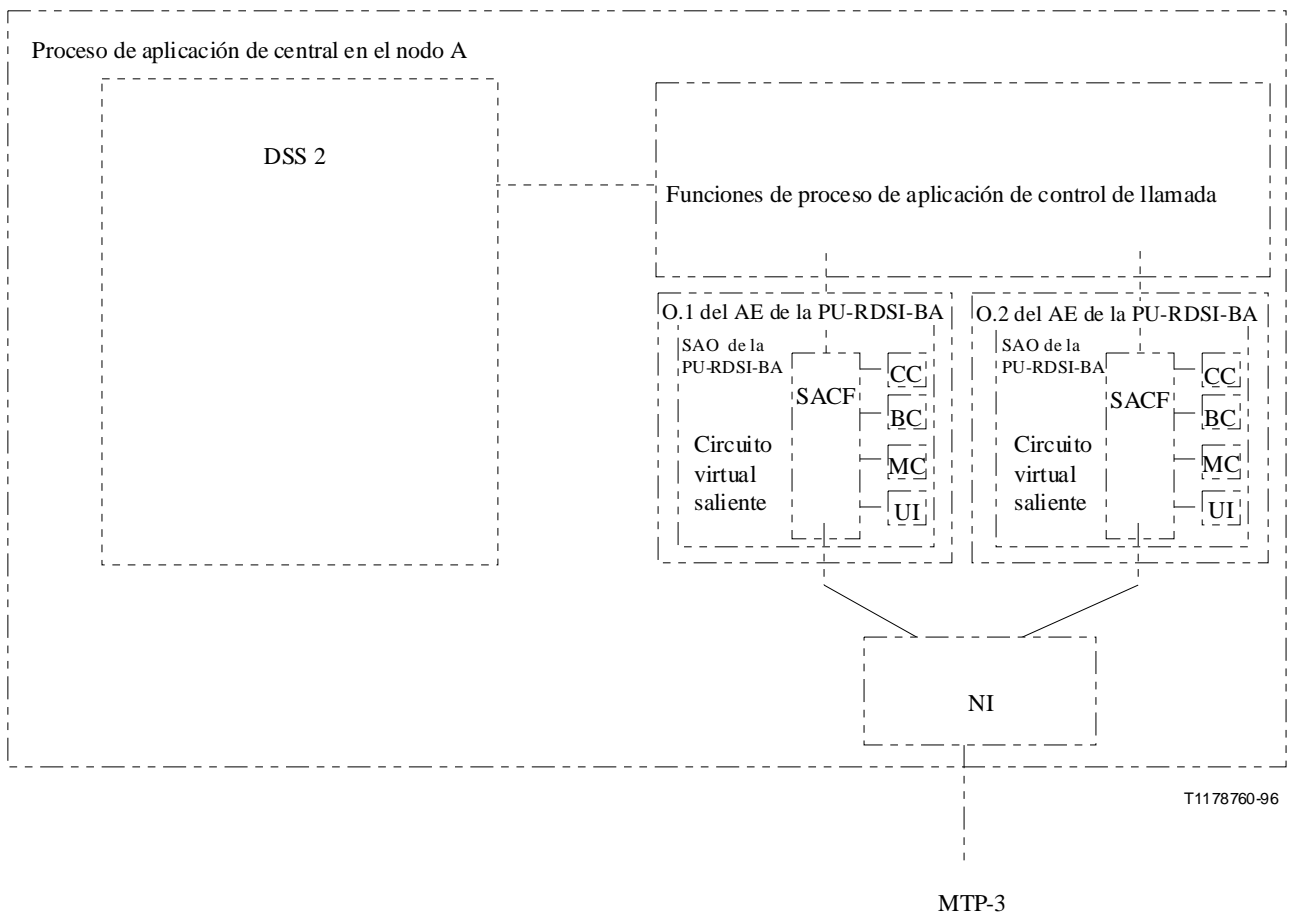 Proceso de aplicación de central en el nodo A
DSS 2
Funciones de proceso de aplicación de control de llamada
O.1 del AE de la PU-RDSI-BA
SAO de la
PU-RDSI-BA
SACF
CC
BC
MC
UI
Circuito
virtual
saliente
O.2 del AE de la PU-RDSI-BA
SAO de la
PU-RDSI-BA
SACF
CC
BC
MC
UI
Circuito
virtual
saliente
NI
T1178760-96
MTP-3